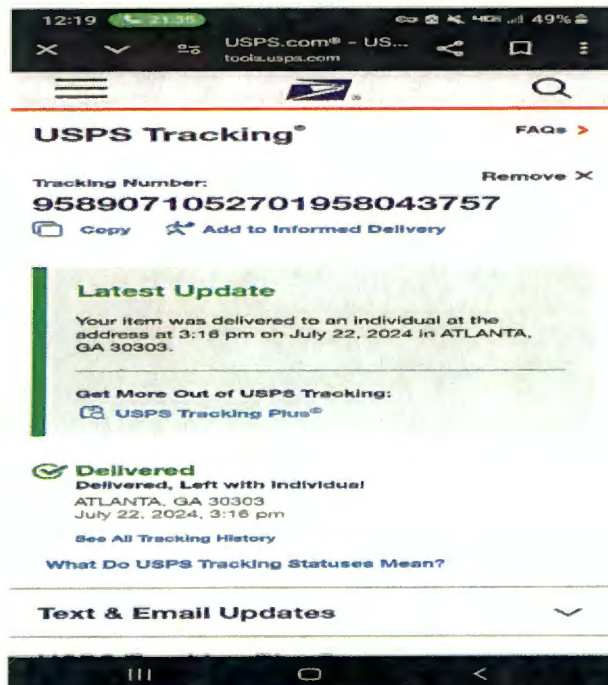 12:19 21:35 4G 49%
USPS.com® - US...
tools.usps.com
USPS Tracking®
FAQs >
Tracking Number:
Remove X
9589071052701958043757
Copy Add to Informed Delivery
Latest Update
Your item was delivered to an individual at the
address at 3:16 pm on July 22, 2024 in ATLANTA,
GA 30303.
Get More Out of USPS Tracking:
USPS Tracking Plus®
Delivered
Delivered, Left with Individual
ATLANTA, GA 30303
July 22, 2024, 3:16 pm
See All Tracking History
What Do USPS Tracking Statuses Mean?
Text & Email Updates